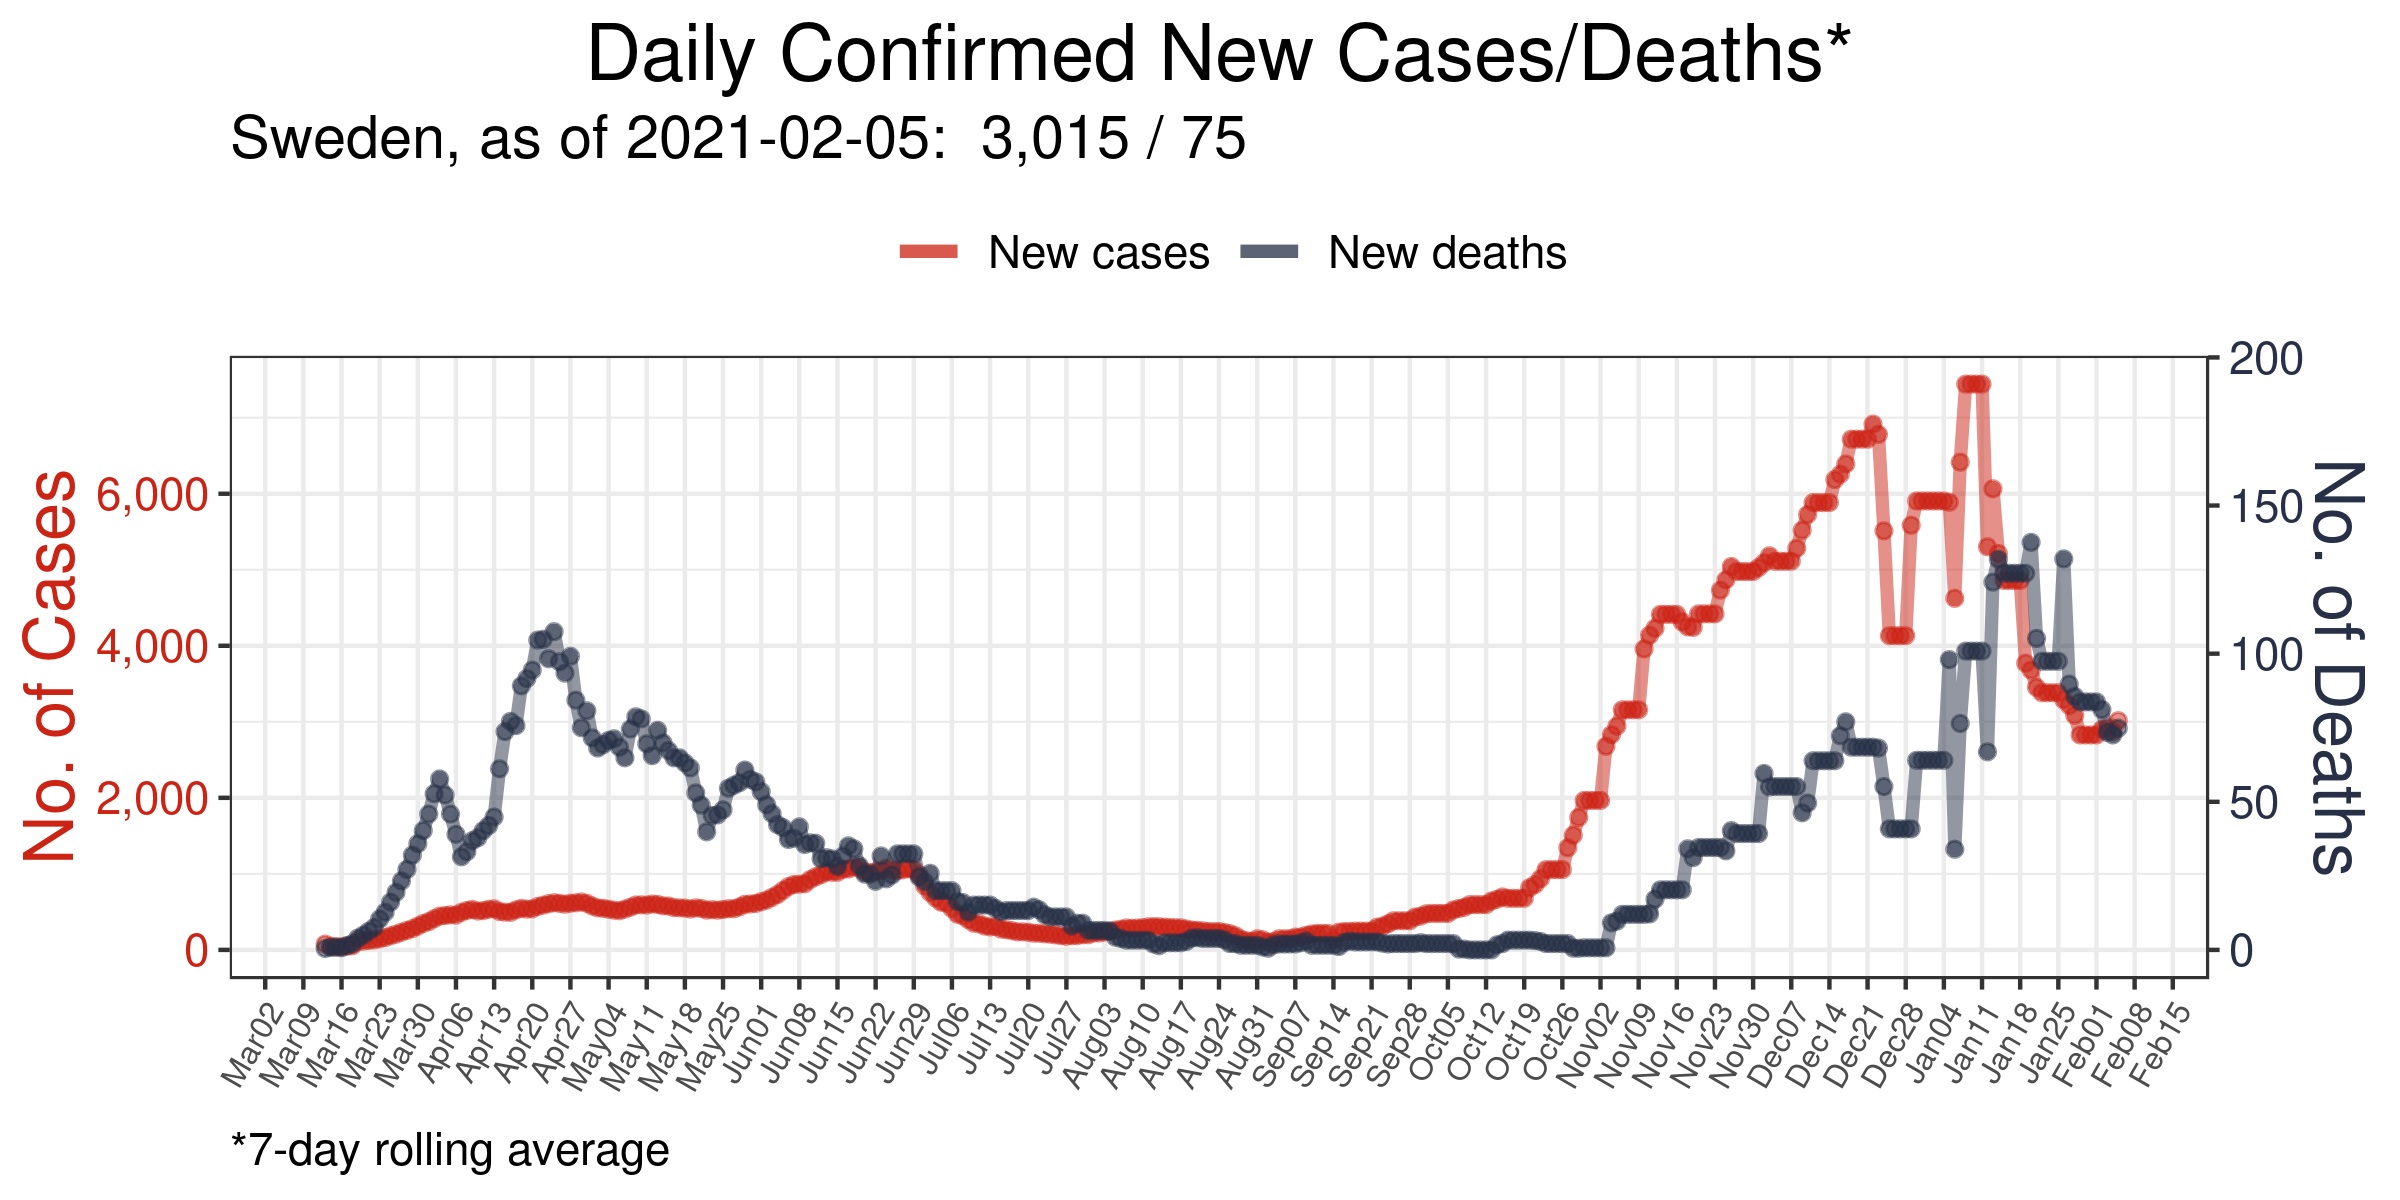 Daily Confirmed New Cases/Deaths*
Sweden, as of 2021-02-05:  3,015 / 75
New cases
New deaths
No. of Cases
6,000
4,000
2,000
0
200
150
100
50
0
No. of Deaths
Mar02
Mar09
Mar16
Mar23
Mar30
Apr06
Apr13
Apr20
Apr27
May04
May11
May18
May25
Jun01
Jun08
Jun15
Jun22
Jun29
Jul06
Jul13
Jul20
Jul27
Aug03
Aug10
Aug17
Aug24
Aug31
Sep07
Sep14
Sep21
Sep28
Oct05
Oct12
Oct19
Oct26
Nov02
Nov09
Nov16
Nov23
Nov30
Dec07
Dec14
Dec21
Dec28
Jan04
Jan11
Jan18
Jan25
Feb01
Feb08
Feb15
*7-day rolling average